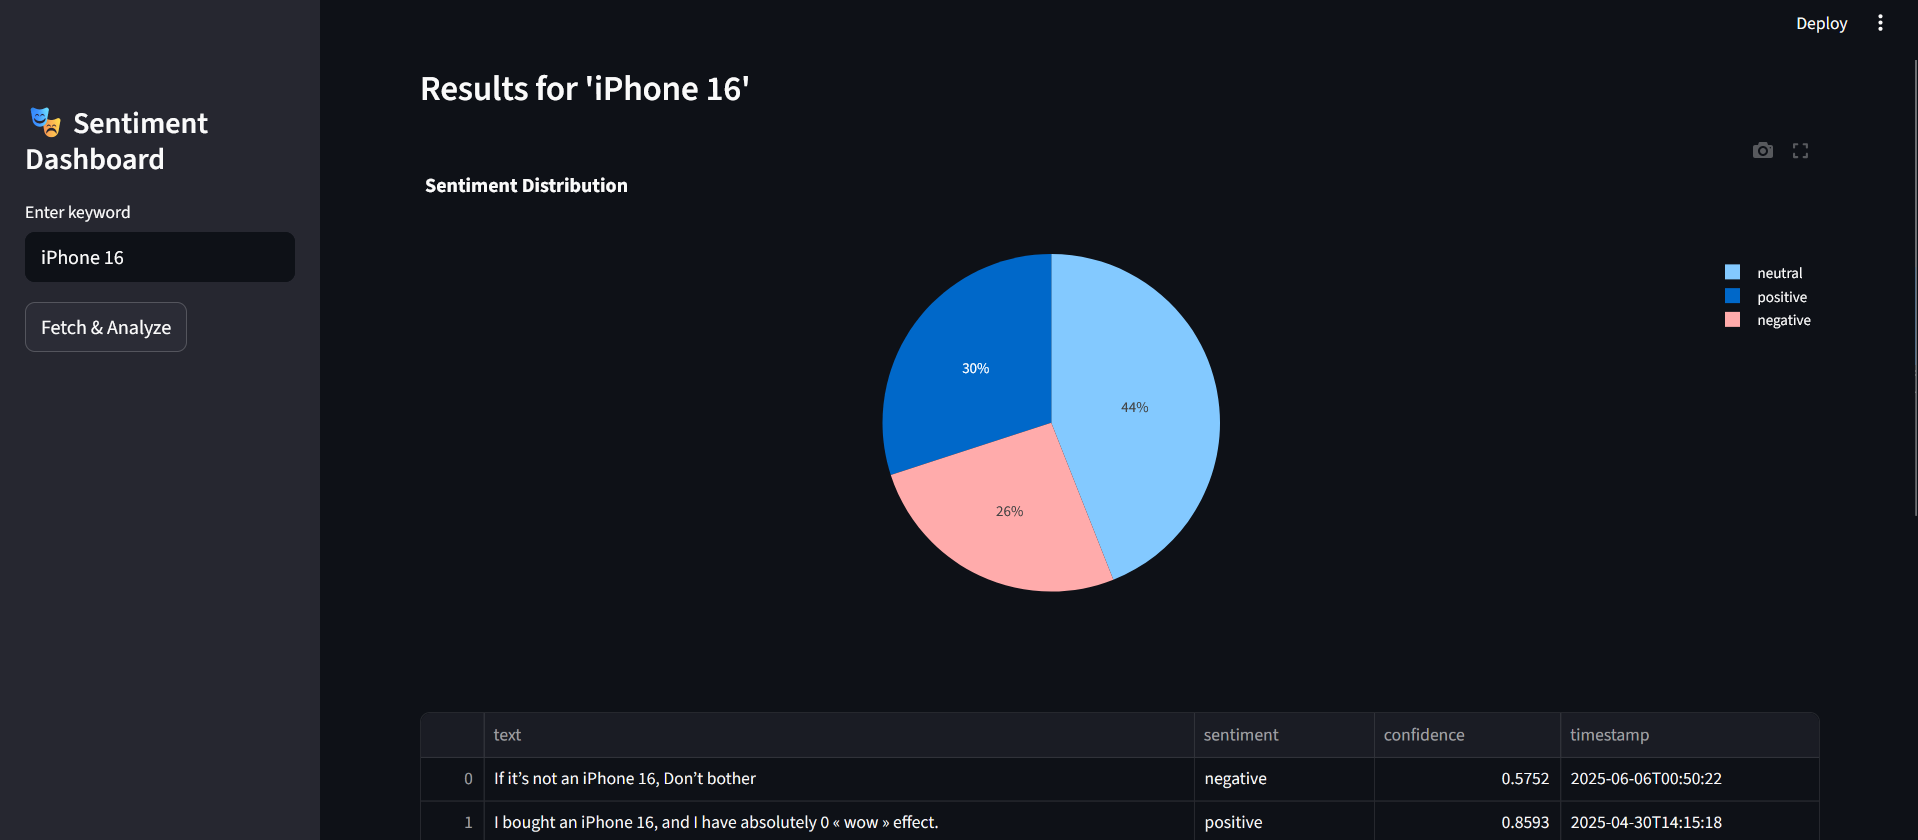 Deploy
🎭 Sentiment
Dashboard
Enter keyword
iPhone 16
Fetch & Analyze
Results for 'iPhone 16'
Sentiment Distribution
neutral
positive
negative
30%
44%
26%
text sentiment confidence timestamp
0 If it’s not an iPhone 16, Don’t bother negative 0.5752 2025-06-06T00:50:22
1 I bought an iPhone 16, and I have absolutely 0 « wow » effect. positive 0.8593 2025-04-30T14:15:18